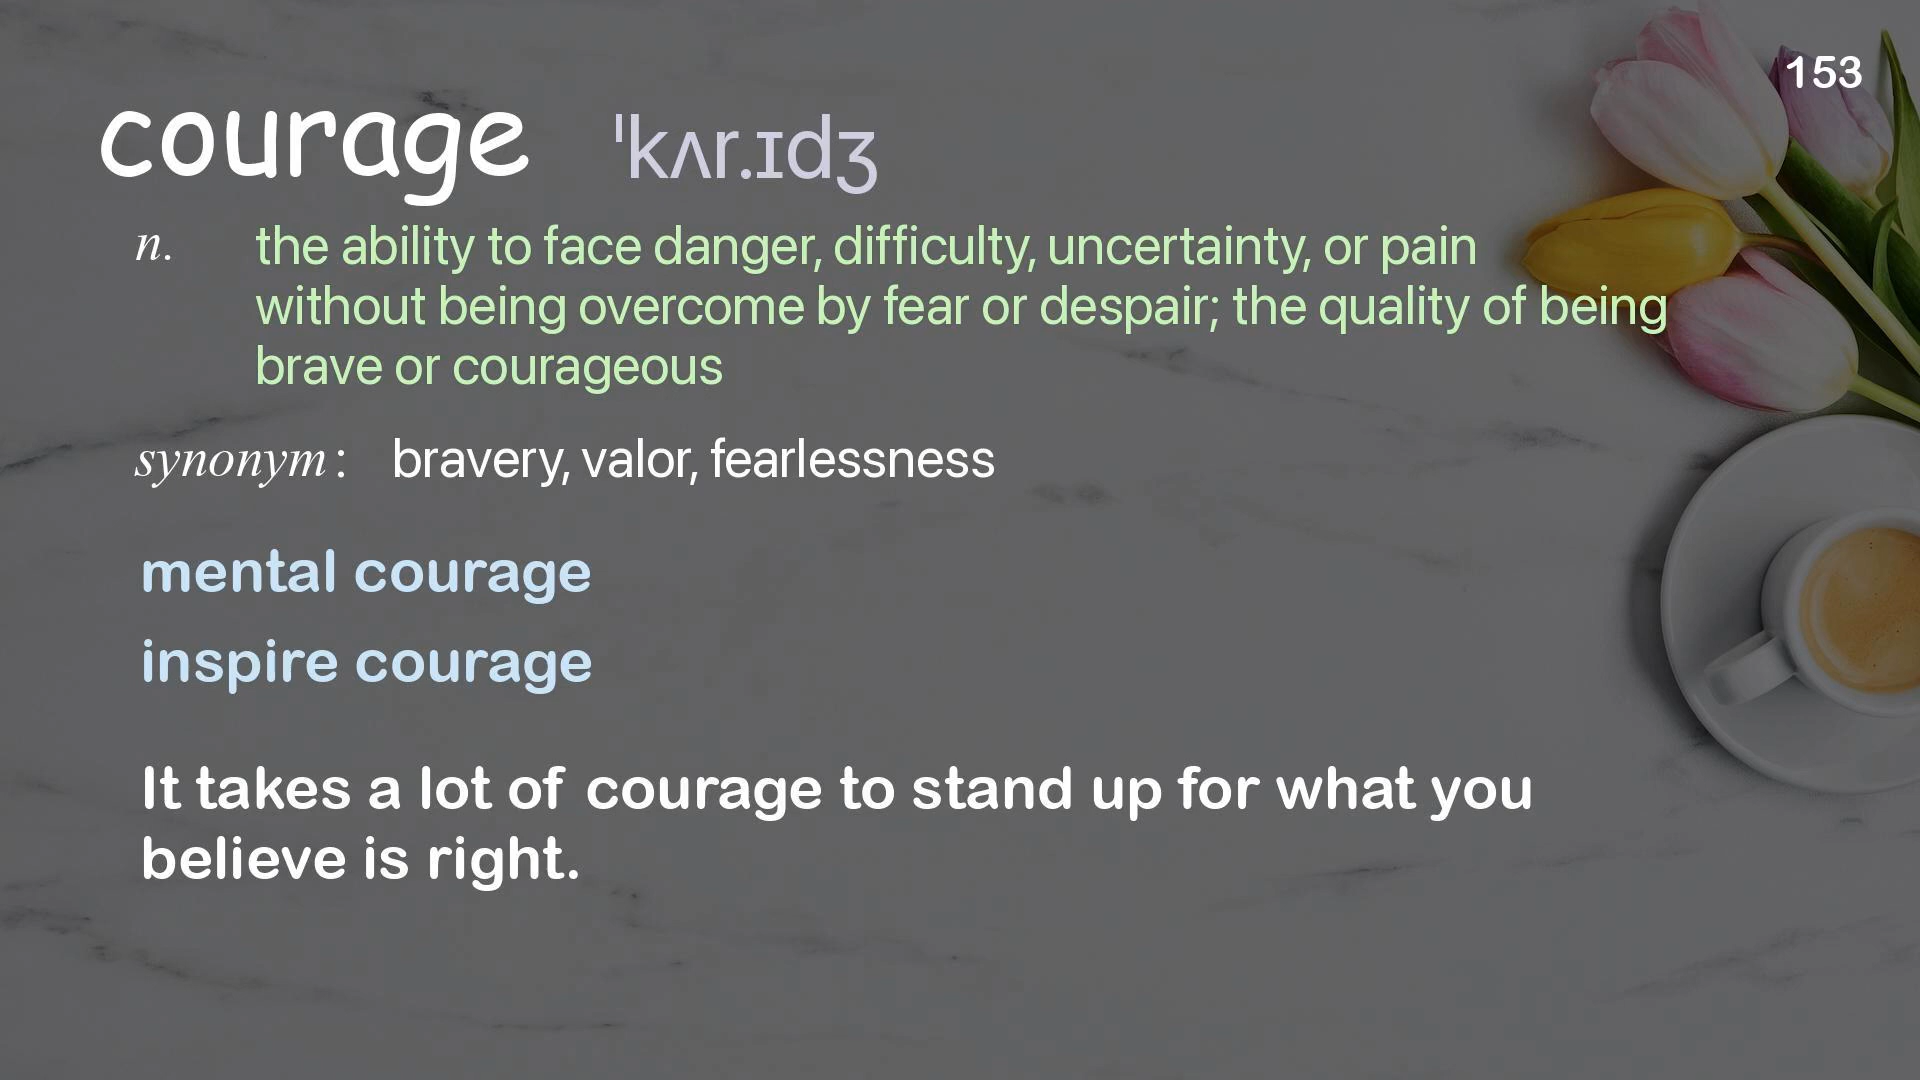 153
courage ˈkʌr.ɪdʒ
n. the ability to face danger, difficulty, uncertainty, or pain
without being overcome by fear or despair; the quality of being
brave or courageous
synonym: bravery, valor, fearlessness
mental courage
inspire courage
It takes a lot of courage to stand up for what you
believe is right.